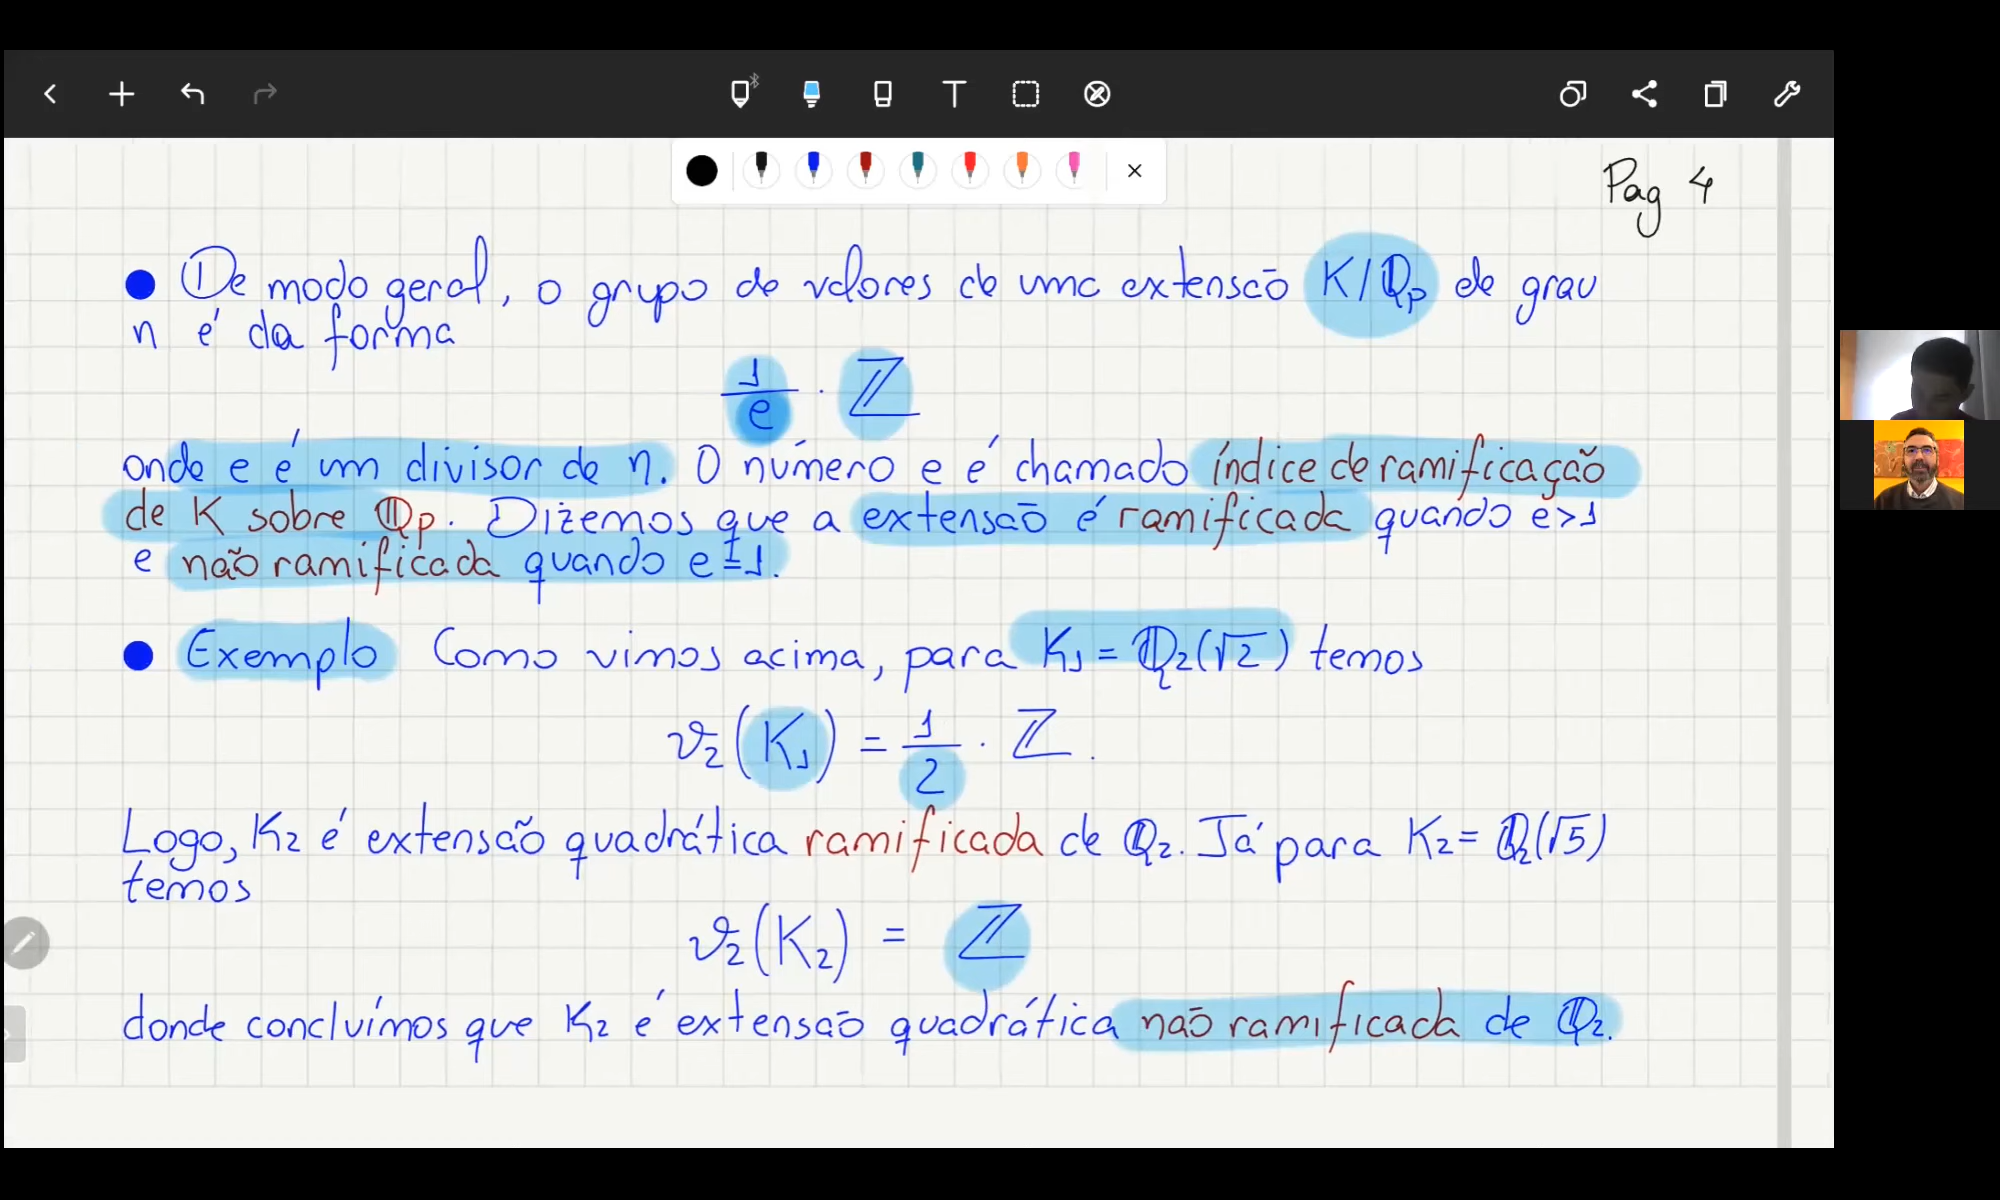 Pag 4
● De modo geral, o grupo de valores de uma extensão K/ℚp de grau
n é da forma
1/e · ℤ
onde e é um divisor de n. O número e é chamado índice de ramificação
de K sobre ℚp. Dizemos que a extensão é ramificada quando e>1
e não ramificada quando e=1.
● Exemplo Como vimos acima, para K₁ = ℚ₂(√2) temos
v₂(K₁) = 1/2 · ℤ.
Logo, K₂ é extensão quadrática ramificada de ℚ₂. Já para K₂ = ℚ₂(√5)
temos
v₂(K₂) = ℤ
donde concluímos que K₂ é extensão quadrática não ramificada de ℚ₂.